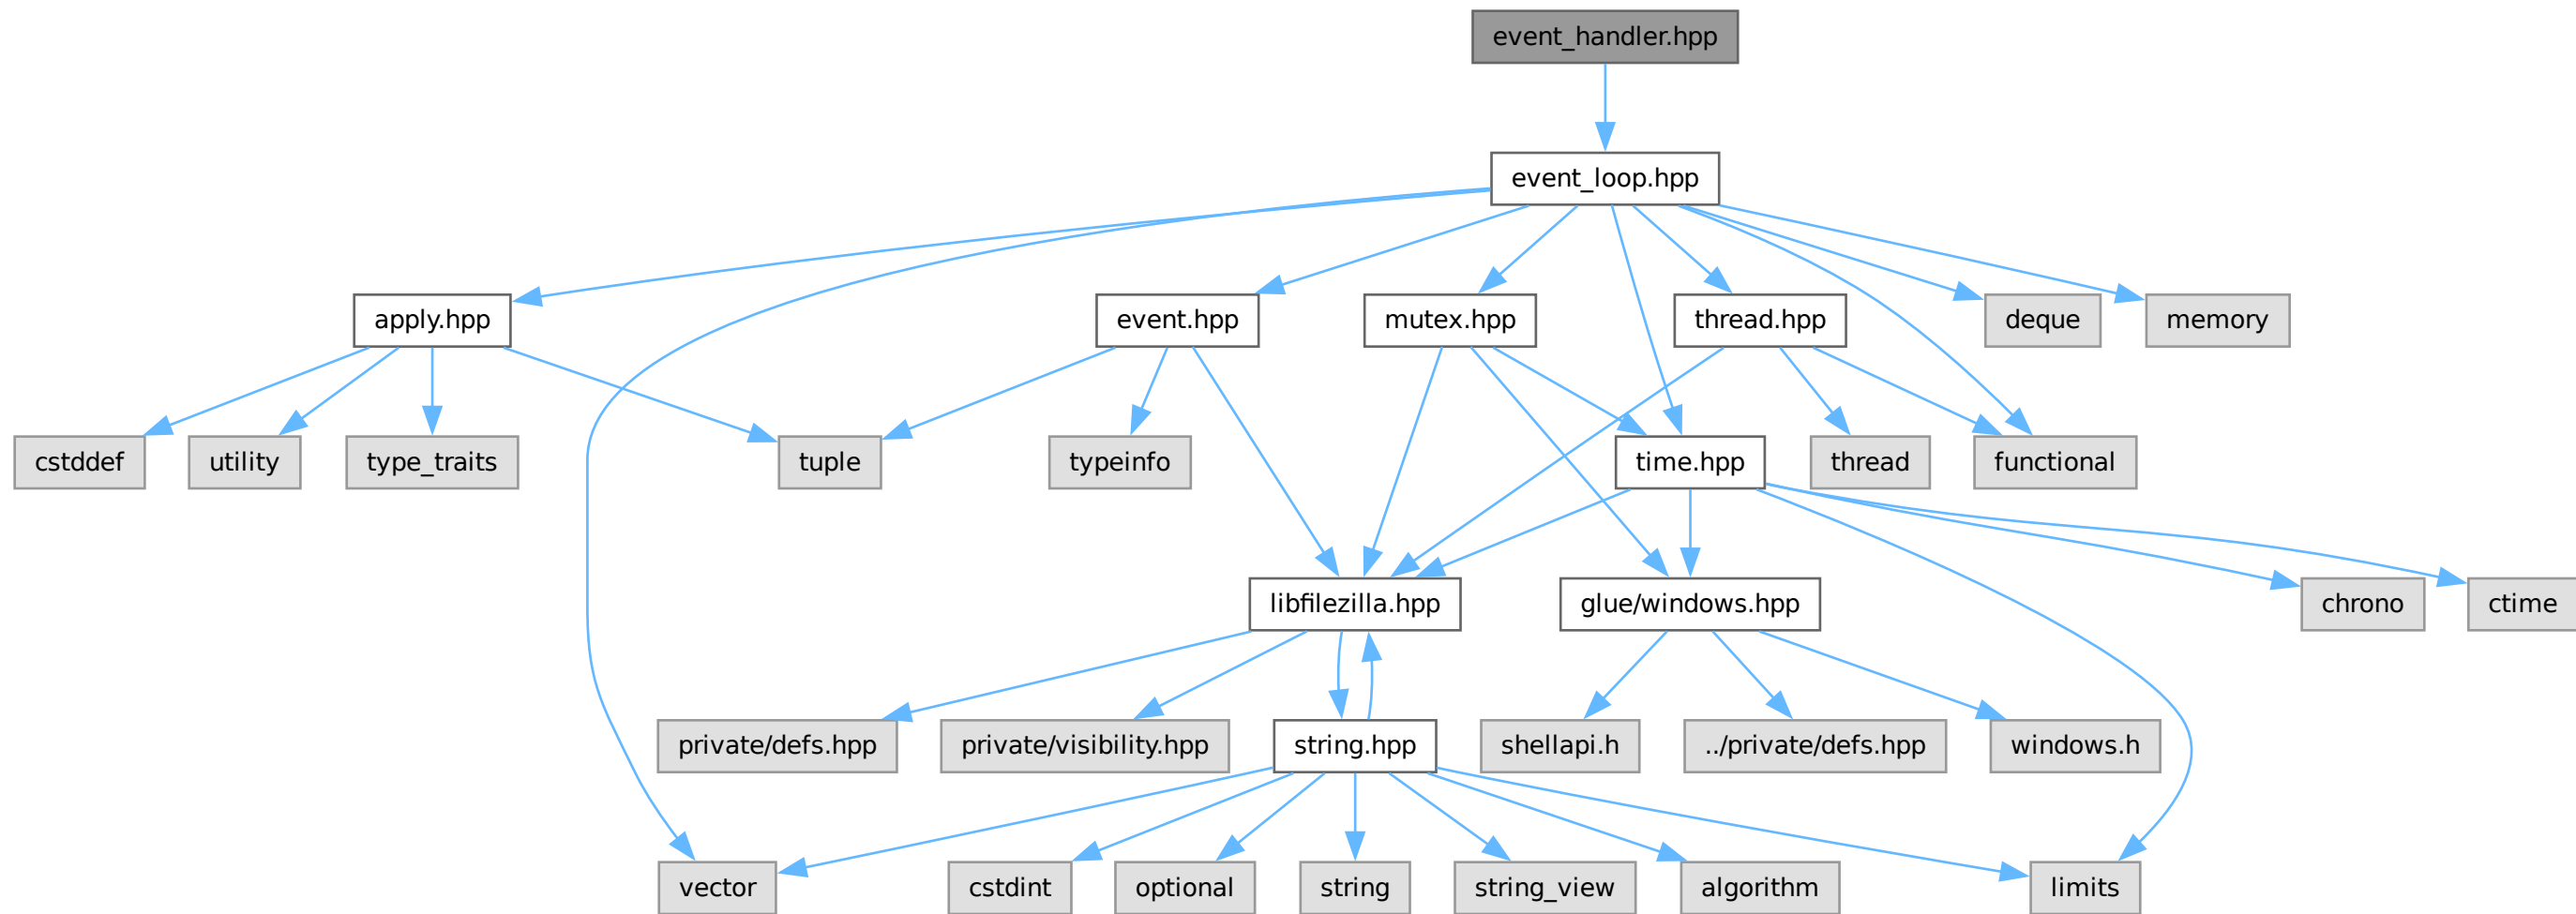 event_handler.hpp
event_loop.hpp
apply.hpp
event.hpp
mutex.hpp
thread.hpp
deque
memory
cstddef
utility
type_traits
tuple
typeinfo
time.hpp
thread
functional
libfilezilla.hpp
glue/windows.hpp
chrono
ctime
private/defs.hpp
private/visibility.hpp
string.hpp
shellapi.h
../private/defs.hpp
windows.h
vector
cstdint
optional
string
string_view
algorithm
limits